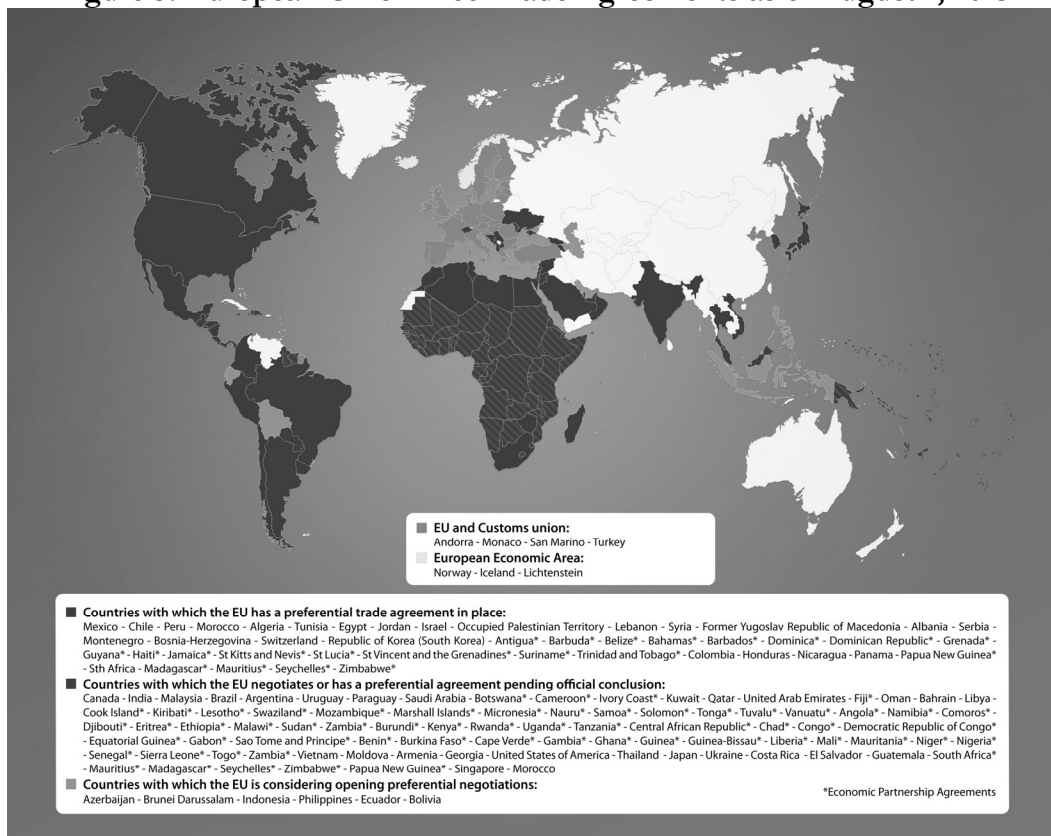 Figure European Union Free Trade Agreements as of August
EU and Customs union:
Andorra - Monaco - San Marino - Turkey
European Economic Area:
Norway - Iceland - Lichtenstein
Countries with which the EU has a preferential trade agreement in place:
Mexico - Chile - Peru - Morocco - Algeria - Tunisia - Egypt - Jordan - Israel - Occupied Palestinian Territory - Lebanon - Syria - Former Yugoslav Republic of Macedonia - Albania - Serbia -
Montenegro - Bosnia-Herzegovina - Switzerland - Republic of Korea (South Korea) - Antigua* - Barbuda* - Belize* - Bahamas* - Barbados* - Dominica* - Dominican Republic* - Grenada* -
Guyana* - Haiti* - Jamaica* - St Kitts and Nevis* - St Lucia* - St Vincent and the Grenadines* - Suriname* - Trinidad and Tobago* - Colombia - Honduras - Nicaragua - Panama - Papua New Guinea*
- Sth Africa - Madagascar* - Mauritius* - Seychelles* - Zimbabwe*
Countries with which the EU negotiates or has a preferential agreement pending official conclusion:
Canada - India - Malaysia - Brazil - Argentina - Uruguay - Paraguay - Saudi Arabia - Botswana* - Cameroon* - Ivory Coast* - Kuwait - Qatar - United Arab Emirates - Fiji* - Oman - Bahrain - Libya -
Cook Island* - Kiribati* - Lesotho* - Swaziland* - Mozambique* - Marshall Islands* - Micronesia* - Nauru* - Samoa* - Solomon* - Tonga* - Tuvalu* - Vanuatu* - Angola* - Namibia* - Comoros* -
Djibouti* - Eritrea* - Ethiopia* - Malawi* - Sudan* - Zambia* - Burundi* - Kenya* - Rwanda* - Uganda* - Tanzania* - Central African Republic* - Chad* - Congo* - Democratic Republic of Congo*
- Equatorial Guinea* - Gabon* - Sao Tome and Principe* - Benin* - Burkina Faso* - Cape Verde* - Gambia* - Ghana* - Guinea* - Guinea-Bissau* - Liberia* - Mali* - Mauritania* - Niger* - Nigeria*
- Senegal* - Sierra Leone* - Togo* - Zambia* - Vietnam - Moldova - Armenia - Georgia - United States of America - Thailand - Japan - Ukraine - Costa Rica - El Salvador - Guatemala - South Africa*
- Mauritius* - Madagascar* - Seychelles* - Zimbabwe* - Papua New Guinea* - Singapore - Morocco
Countries with which the EU is considering opening preferential negotiations:
Azerbaijan - Brunei Darussalam - Indonesia - Philippines - Ecuador - Bolivia
*Economic Partnership Agreements